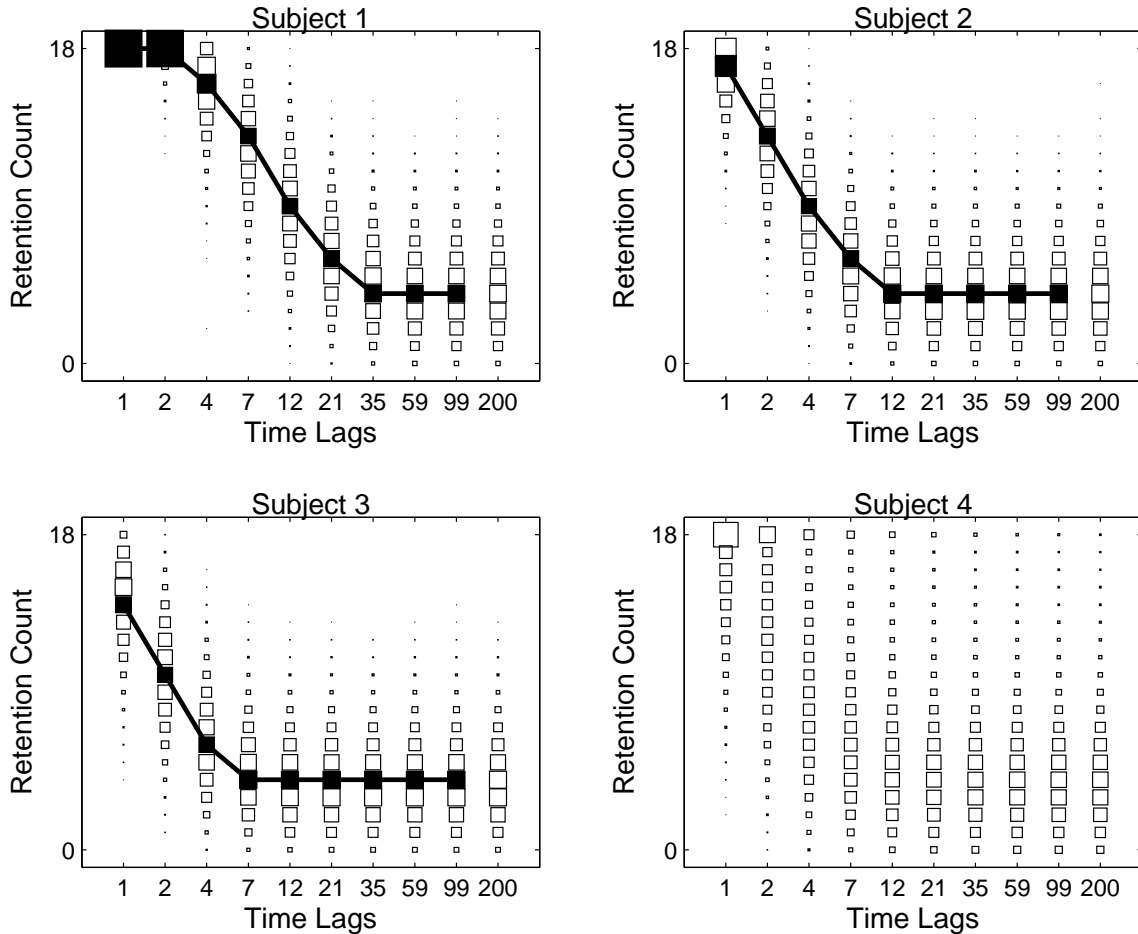 Subject 1
18
0
Retention Count
1 2 4 7 12 21 35 59 99 200
Time Lags
Subject 2
18
0
Retention Count
1 2 4 7 12 21 35 59 99 200
Time Lags
Subject 3
18
0
Retention Count
1 2 4 7 12 21 35 59 99 200
Time Lags
Subject 4
18
0
Retention Count
1 2 4 7 12 21 35 59 99 200
Time Lags